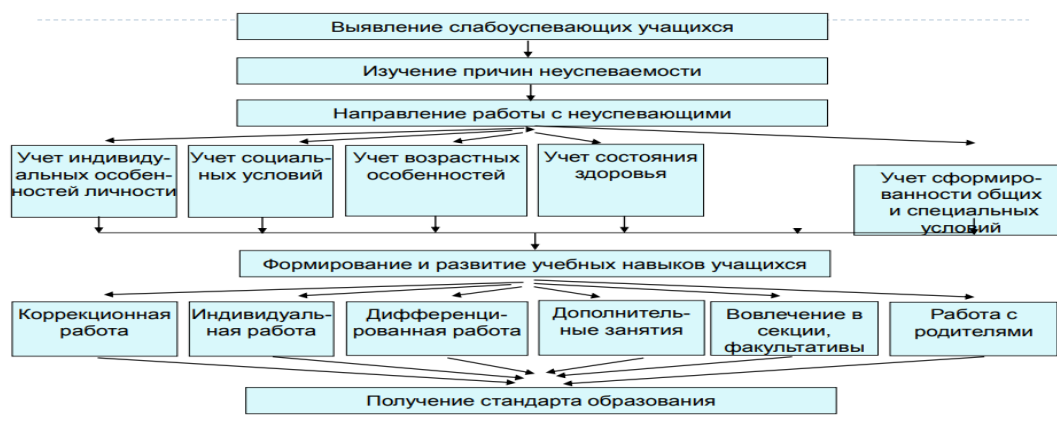 Выявление слабоуспевающих учащихся
Изучение причин неуспеваемости
Направление работы с неуспевающими
Учет индивиду-
альных особен-
ностей личности
Учет социаль-
ных условий
Учет возрастных
особенностей
Учет состояния
здоровья
Учет сформиро-
ванности общих
и специальных
условий
Формирование и развитие учебных навыков учащихся
Коррекционная
работа
Индивидуаль-
ная работа
Дифференци-
рованная работа
Дополнитель-
ные занятия
Вовлечение в
секции,
факультативы
Работа с
родителями
Получение стандарта образования